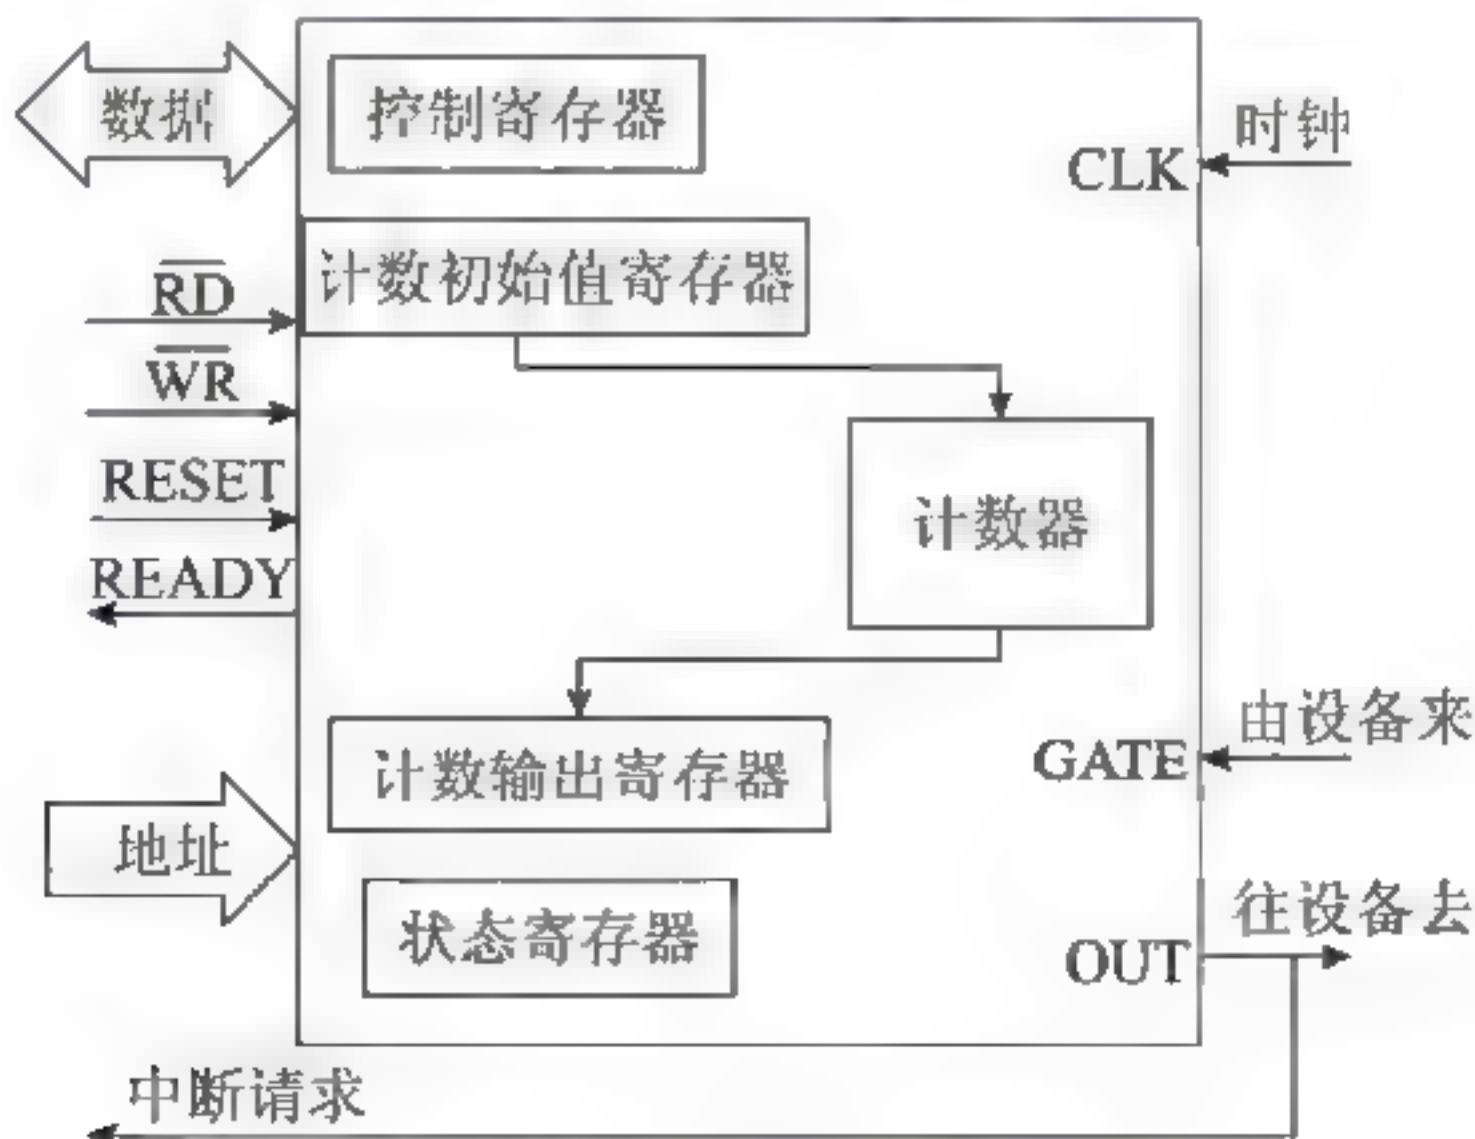 数据
控制寄存器
时钟
CLK
计数初始值寄存器
R̅D̅
W̅R̅
RESET
计数器
READY
由设备来
GATE
计数输出寄存器
地址
往设备去
状态寄存器
OUT
中断请求